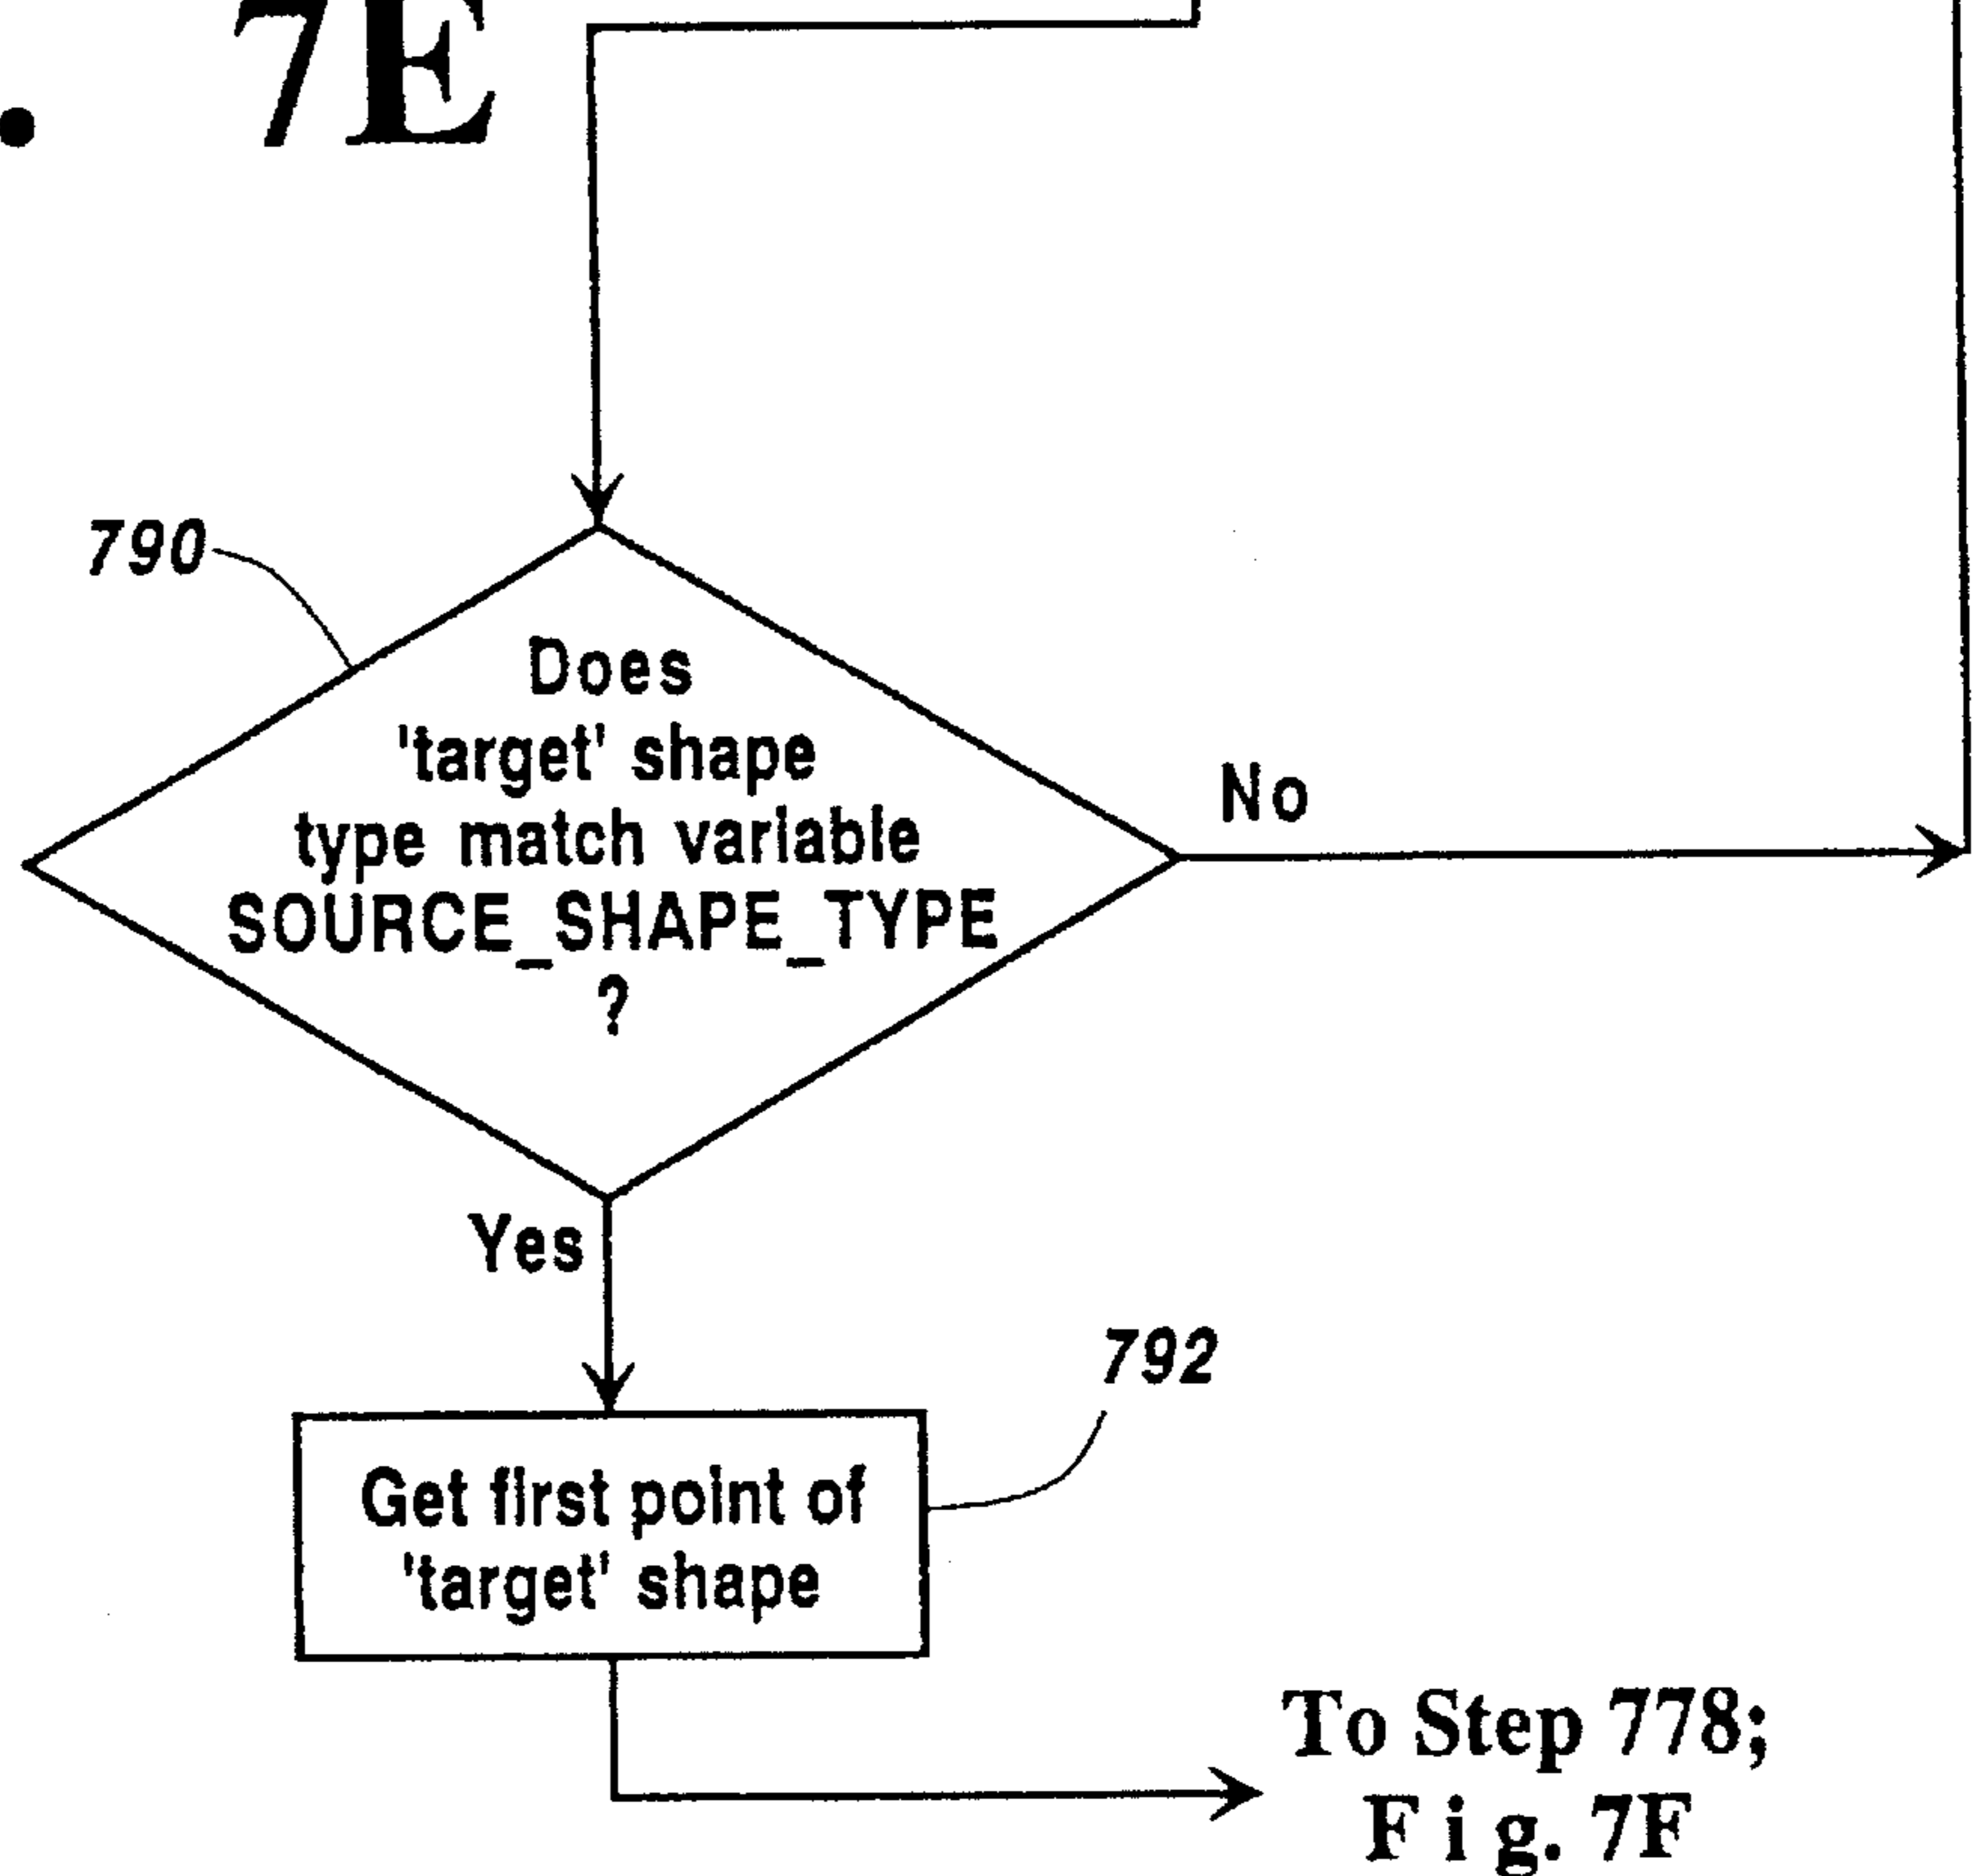 . 7E
790
Does
'target' shape
type match variable
SOURCE_SHAPE_TYPE
?
No
Yes
792
Get first point of
'target' shape
To Step 778;
Fig. 7F